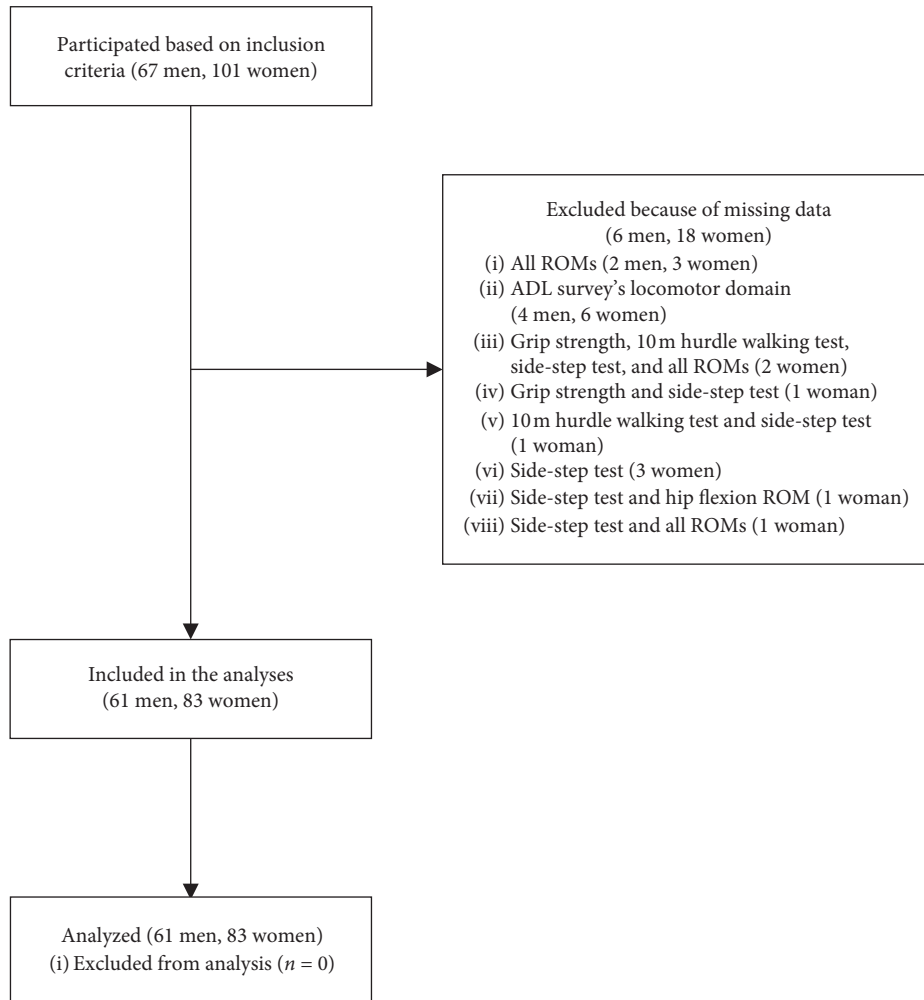 Participated based on inclusion
criteria (67 men, 101 women)
Excluded because of missing data
(6 men, 18 women)
(i) All ROMs (2 men, 3 women)
(ii) ADL survey’s locomotor domain
(4 men, 6 women)
(iii) Grip strength, 10 m hurdle walking test,
side-step test, and all ROMs (2 women)
(iv) Grip strength and side-step test (1 woman)
(v) 10 m hurdle walking test and side-step test
(1 woman)
(vi) Side-step test (3 women)
(vii) Side-step test and hip flexion ROM (1 woman)
(viii) Side-step test and all ROMs (1 woman)
Included in the analyses
(61 men, 83 women)
Analyzed (61 men, 83 women)
(i) Excluded from analysis (n = 0)